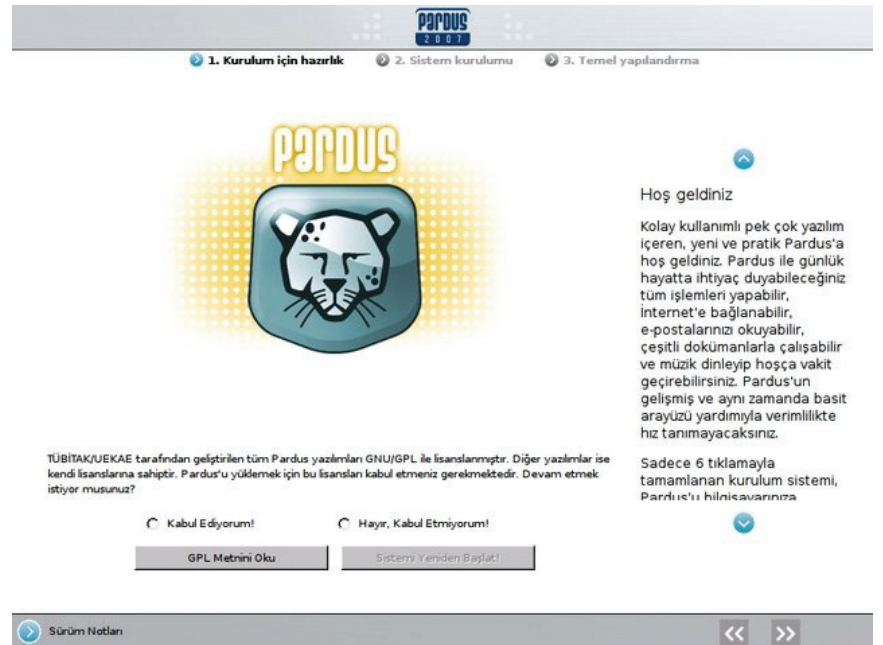 PARDUS
2007
1. Kurulum için hazırlık
2. Sistem kurulumu
3. Temel yapılandırma
PARDUS
Hoş geldiniz
Kolay kullanımlı pek çok yazılım
içeren, yeni ve pratik Pardus'a
hoş geldiniz. Pardus ile günlük
hayatta ihtiyaç duyabileceğiniz
tüm işlemleri yapabilir,
İnternet'e bağlanabilir,
e-postalarınızı okuyabilir,
çeşitli dokümanlarla çalışabilir
ve müzik dinleyip hoşca vakit
geçirebilirsiniz. Pardus'un
gelişmiş ve aynı zamanda basit
arayüzü yardımıyla verimlilikte
hız tanımayacaksınız.
Sadece 6 tıklamayla
tamamlanan kurulum sistemi,
Pardus'u bilgisayarınıza
TÜBİTAK/UEKAE tarafından geliştirilen tüm Pardus yazılımları GNU/GPL ile lisanslanmıştır. Diğer yazılımlar ise
kendi lisanslarına sahiptir. Pardus'u yüklemek için bu lisansları kabul etmeniz gerekmektedir. Devam etmek
istiyor musunuz?
Kabul Ediyorum!
Hayır, Kabul Etmiyorum!
GPL Metnini Oku
Sistemi Yeniden Başlat!
Sürüm Notları